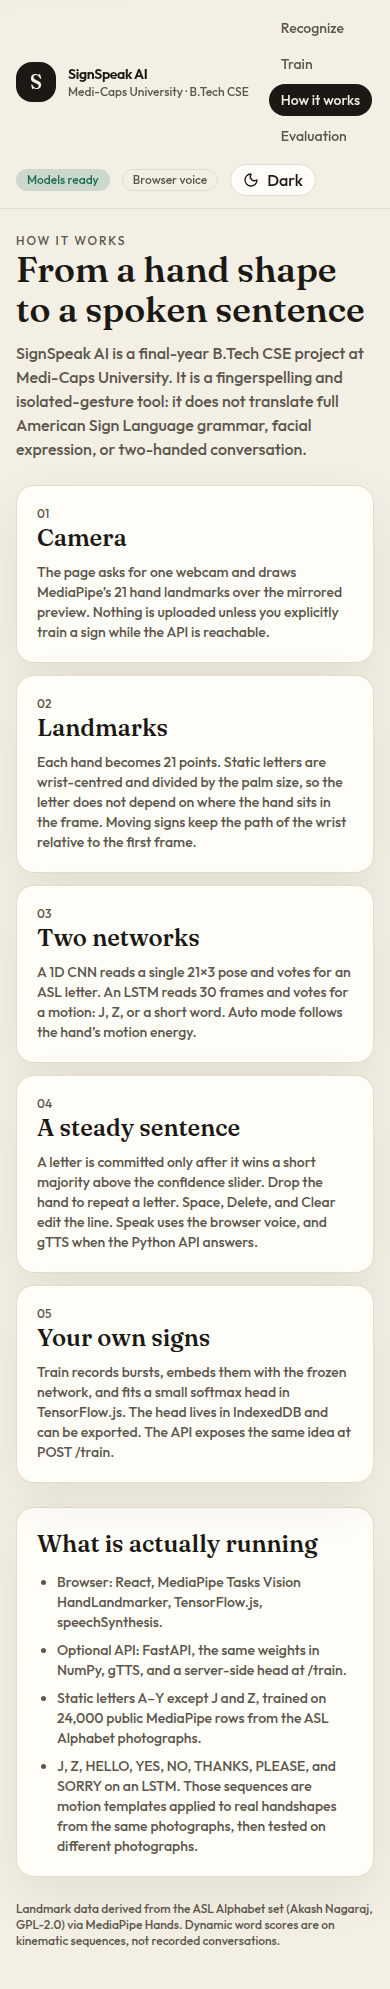 Recognize
Train
S
SignSpeak AI
Medi-Caps University · B.Tech CSE
How it works
Evaluation
Models ready
Browser voice
Dark
HOW IT WORKS
From a hand shape
to a spoken sentence
SignSpeak AI is a final-year B.Tech CSE project at
Medi-Caps University. It is a fingerspelling and
isolated-gesture tool: it does not translate full
American Sign Language grammar, facial
expression, or two-handed conversation.
01
Camera
The page asks for one webcam and draws
MediaPipe’s 21 hand landmarks over the mirrored
preview. Nothing is uploaded unless you explicitly
train a sign while the API is reachable.
02
Landmarks
Each hand becomes 21 points. Static letters are
wrist-centred and divided by the palm size, so the
letter does not depend on where the hand sits in
the frame. Moving signs keep the path of the wrist
relative to the first frame.
03
Two networks
A 1D CNN reads a single 21×3 pose and votes for an
ASL letter. An LSTM reads 30 frames and votes for
a motion: J, Z, or a short word. Auto mode follows
the hand’s motion energy.
04
A steady sentence
A letter is committed only after it wins a short
majority above the confidence slider. Drop the
hand to repeat a letter. Space, Delete, and Clear
edit the line. Speak uses the browser voice, and
gTTS when the Python API answers.
05
Your own signs
Train records bursts, embeds them with the frozen
network, and fits a small softmax head in
TensorFlow.js. The head lives in IndexedDB and
can be exported. The API exposes the same idea at
POST /train.
What is actually running
• Browser: React, MediaPipe Tasks Vision
HandLandmarker, TensorFlow.js,
speechSynthesis.
• Optional API: FastAPI, the same weights in
NumPy, gTTS, and a server-side head at /train.
• Static letters A–Y except J and Z, trained on
24,000 public MediaPipe rows from the ASL
Alphabet photographs.
• J, Z, HELLO, YES, NO, THANKS, PLEASE, and
SORRY on an LSTM. Those sequences are
motion templates applied to real handshapes
from the same photographs, then tested on
different photographs.
Landmark data derived from the ASL Alphabet set (Akash Nagaraj,
GPL-2.0) via MediaPipe Hands. Dynamic word scores are on
kinematic sequences, not recorded conversations.